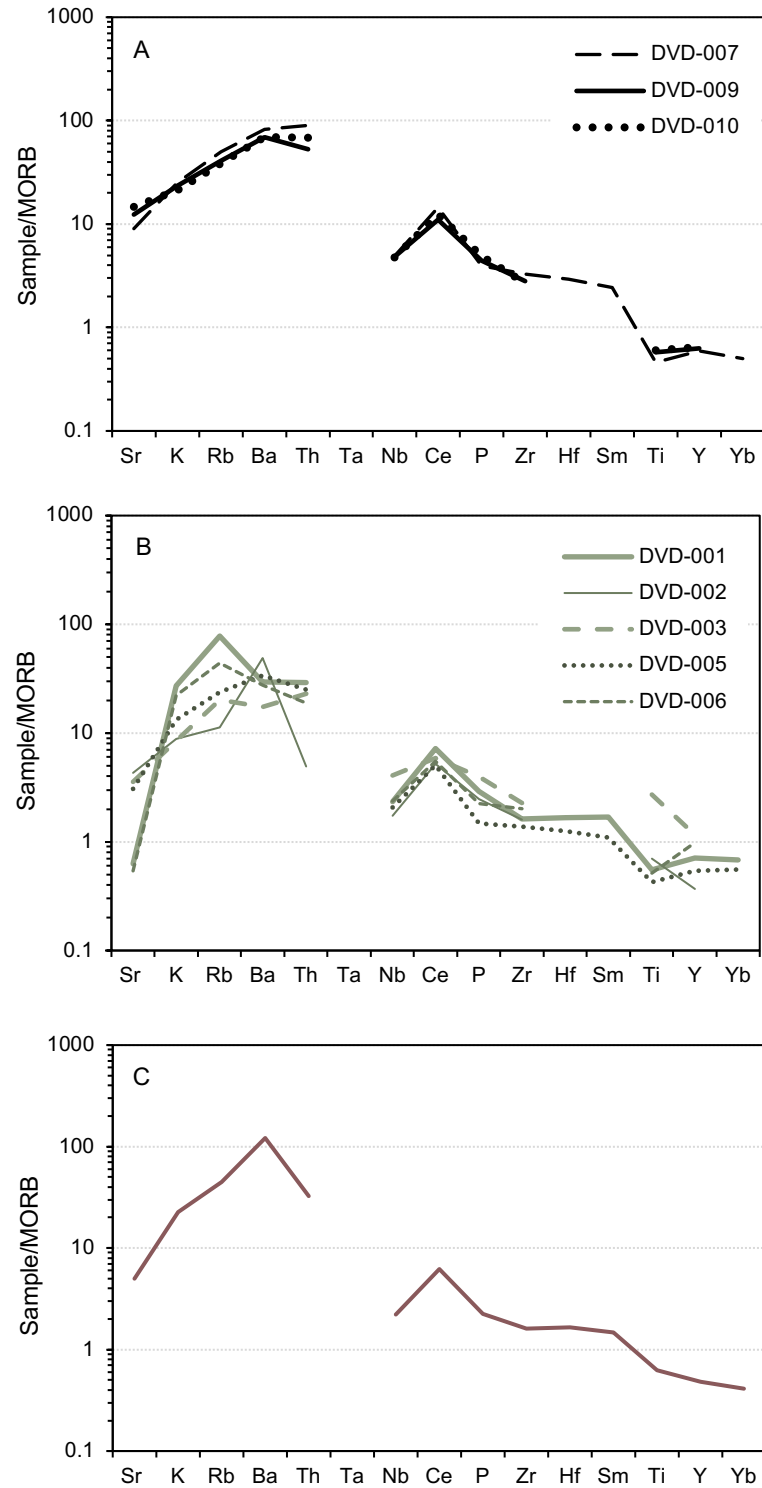 A
DVD-007
DVD-009
DVD-010
1000
100
10
1
0.1
Sample/MORB
Sr K Rb Ba Th Ta Nb Ce P Zr Hf Sm Ti Y Yb
B
DVD-001
DVD-002
DVD-003
DVD-005
DVD-006
1000
100
10
1
0.1
Sample/MORB
Sr K Rb Ba Th Ta Nb Ce P Zr Hf Sm Ti Y Yb
C
1000
100
10
1
0.1
Sample/MORB
Sr K Rb Ba Th Ta Nb Ce P Zr Hf Sm Ti Y Yb